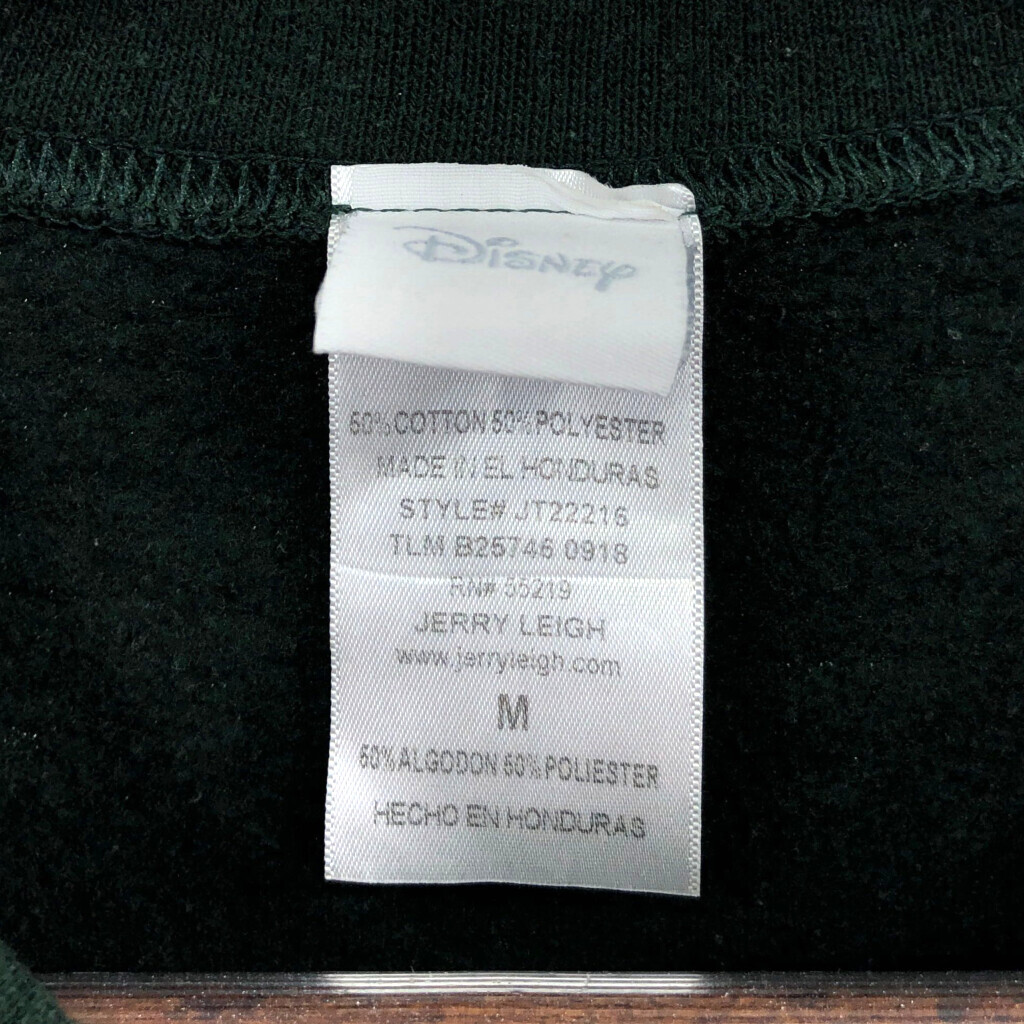 Disney
50% COTTON 50% POLYESTER
MADE IN EL HONDURAS
STYLE# JT22216
TLM B25746 0918
RN# 55219
JERRY LEIGH
www.jerryleigh.com
M
50% ALGODON 50% POLIESTER
HECHO EN HONDURAS